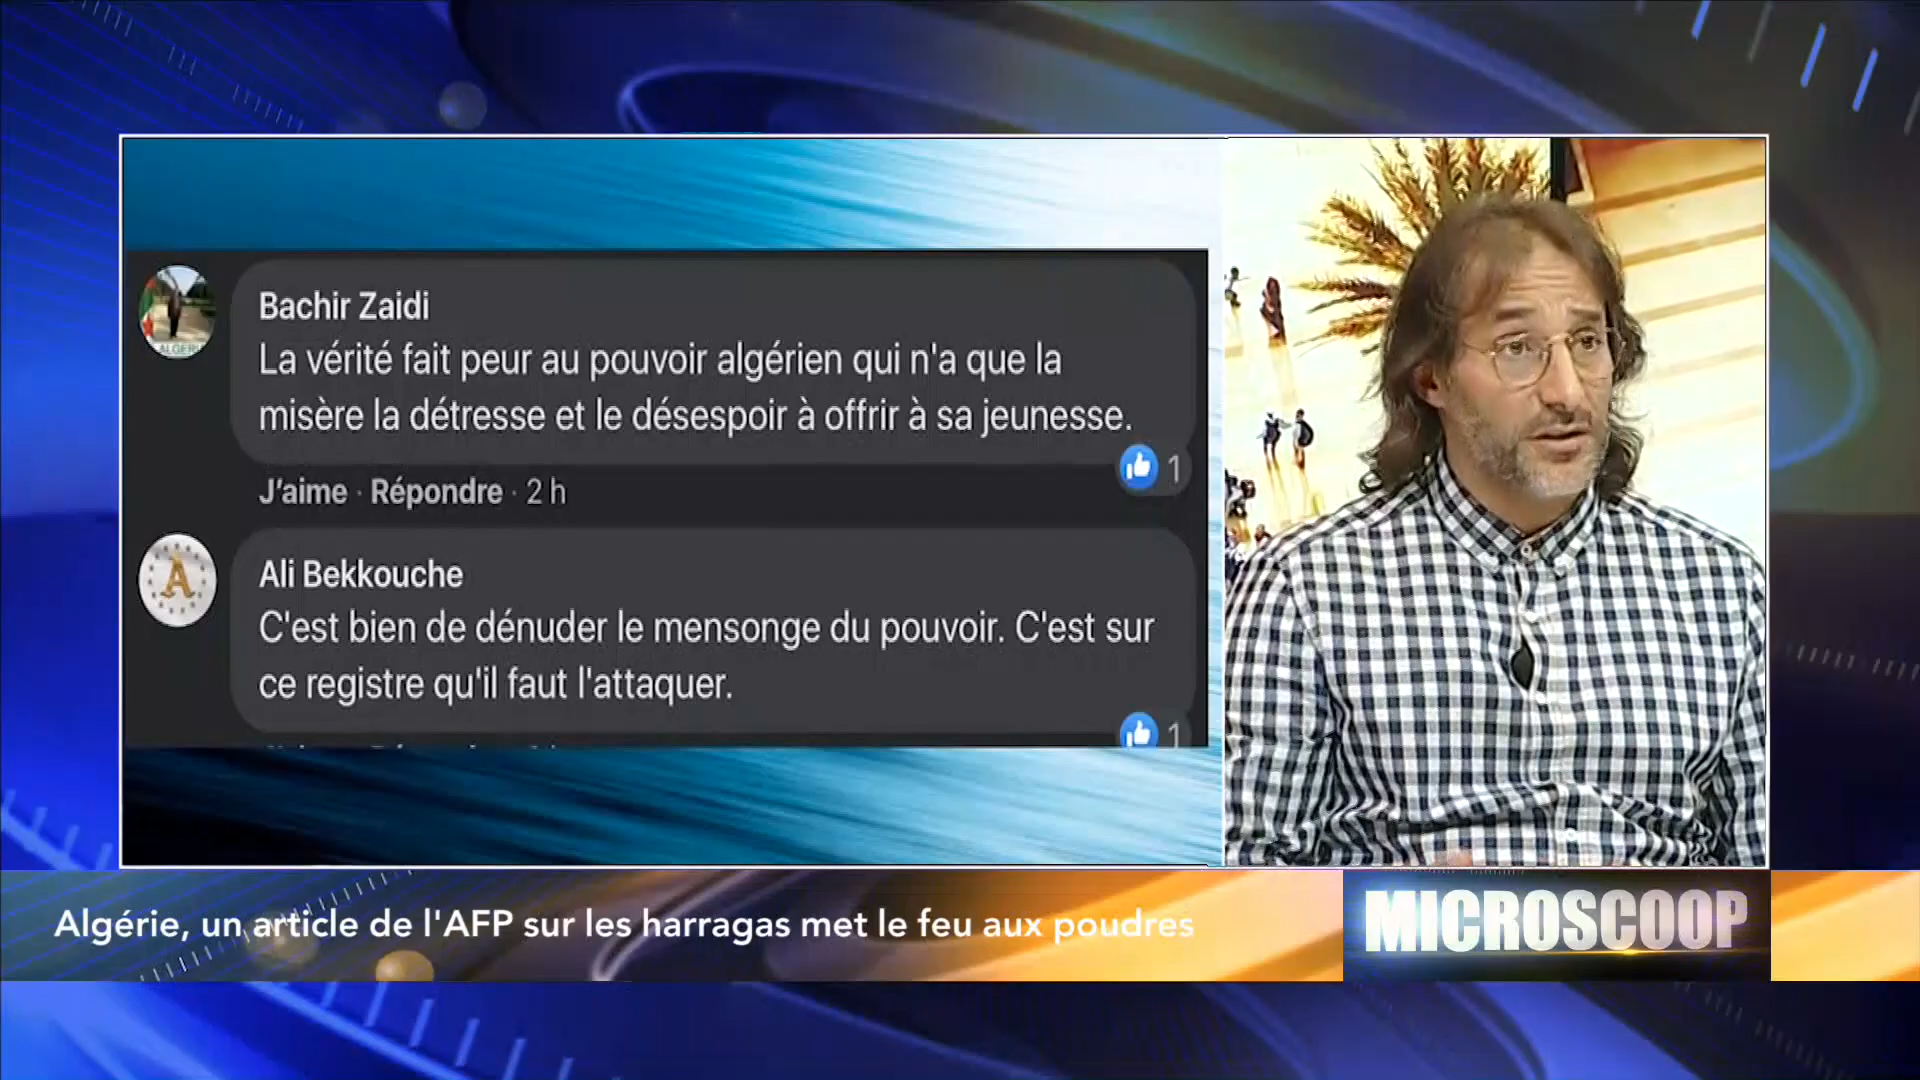 Bachir Zaidi
La vérité fait peur au pouvoir algérien qui n'a que la
misère la détresse et le désespoir à offrir à sa jeunesse.
1
J'aime · Répondre · 2 h
A
Ali Bekkouche
C'est bien de dénuder le mensonge du pouvoir. C'est sur
ce registre qu'il faut l'attaquer.
1
Algérie, un article de l'AFP sur les harragas met le feu aux poudres
MICROSCOOP